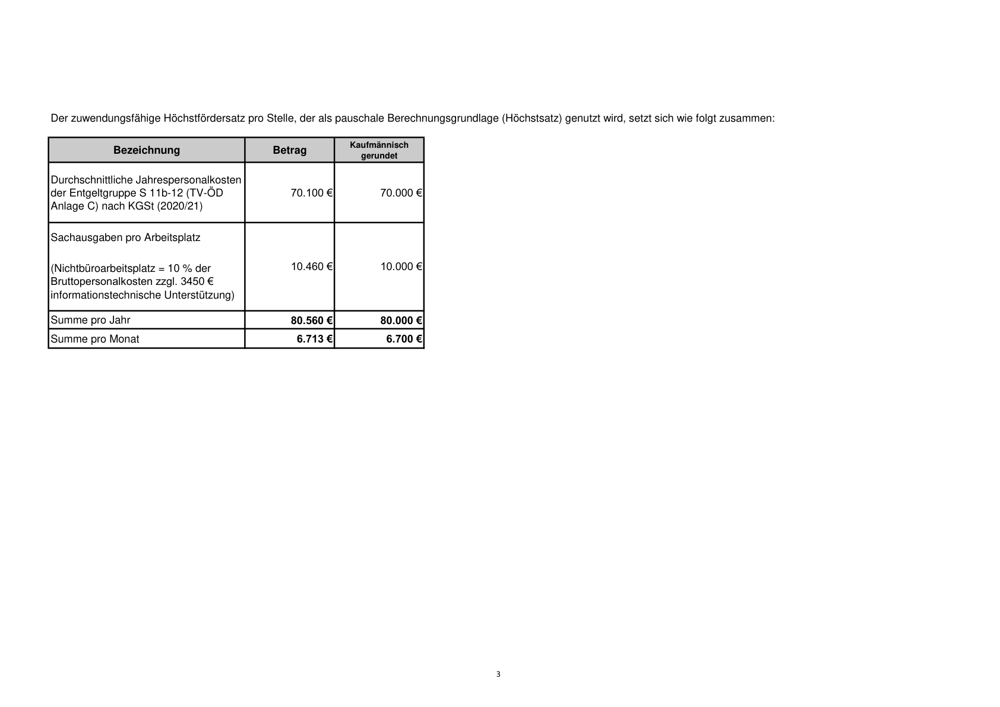 Der zuwendungsfähige Höchstfördersatz pro Stelle, der als pauschale Berechnungsgrundlage (Höchstsatz) genutzt wird, setzt sich wie folgt zusammen:
Bezeichnung Betrag Kaufmännisch
gerundet
Durchschnittliche Jahrespersonalkosten
der Entgeltgruppe S 11b-12 (TV-ÖD 70.100 € 70.000 €
Anlage C) nach KGSt (2020/21)
Sachausgaben pro Arbeitsplatz
10.460 € 10.000 €
(Nichtbüroarbeitsplatz = 10 % der
Bruttopersonalkosten zzgl. 3450 €
informationstechnische Unterstützung)
Summe pro Jahr 80.560 € 80.000 €
Summe pro Monat 6.713 € 6.700 €
3